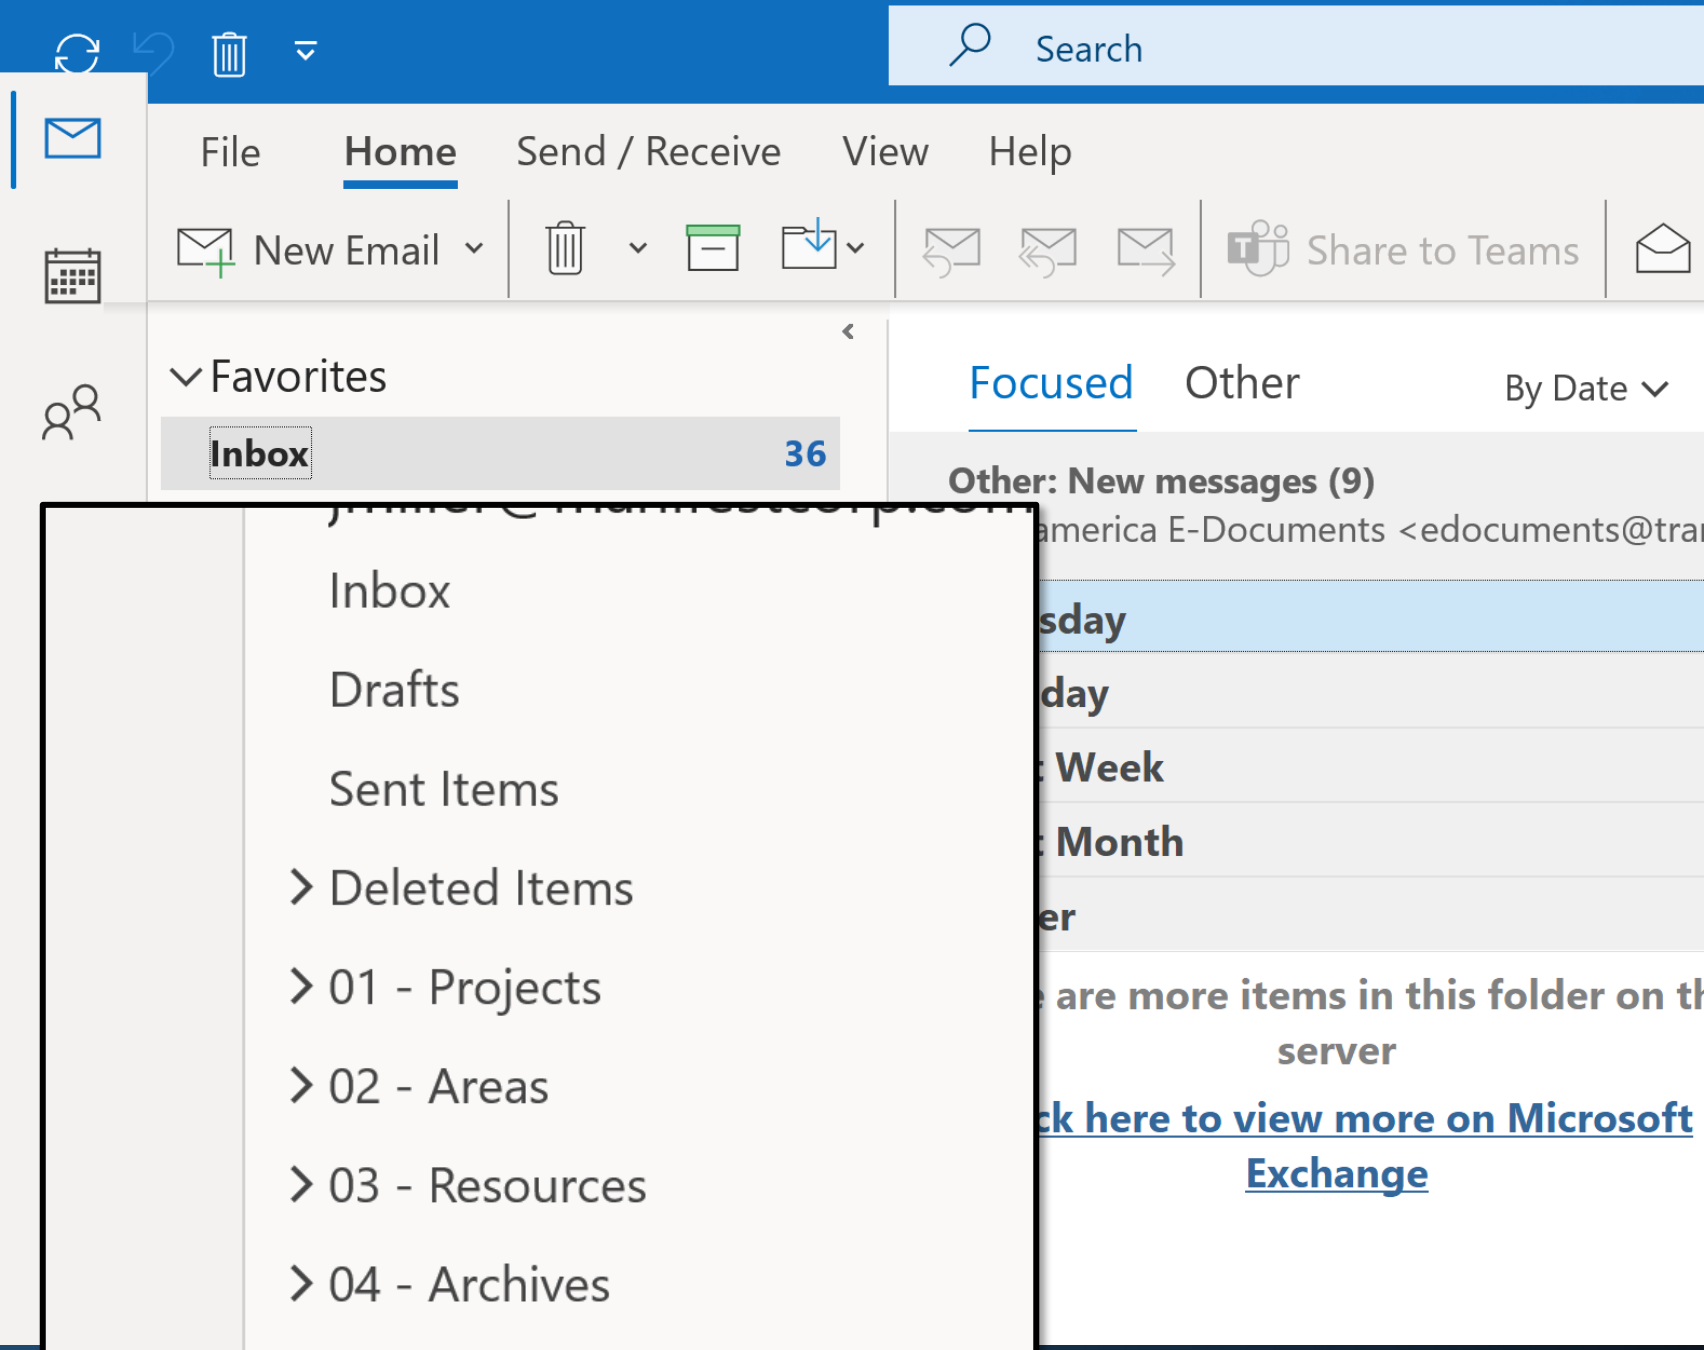 Search
File Home Send / Receive View Help
New Email
T Share to Teams
Favorites
Inbox 36
Focused Other By Date
Other: New messages (9)
america E-Documents <edocuments@tra
sday
day
Week
Month
er
are more items in this folder on th
server
ck here to view more on Microsoft
Exchange
Inbox
Drafts
Sent Items
Deleted Items
01 - Projects
02 - Areas
03 - Resources
04 - Archives